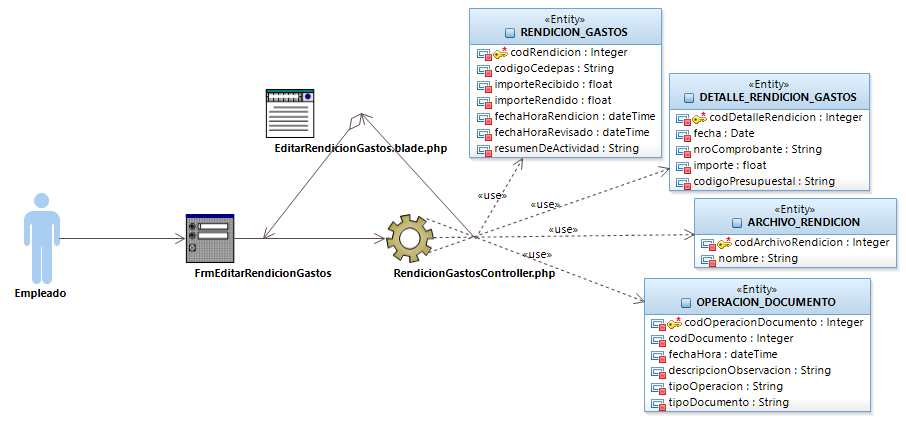 «Entity»
RENDICION_GASTOS
codRendicion : Integer
codigoCedepas : String
importeRecibido : float
importeRendido : float
fechaHoraRendicion : dateTime
fechaHoraRevisado : dateTime
resumenDeActividad : String
EditarRendicionGastos.blade.php
«Entity»
DETALLE_RENDICION_GASTOS
codDetalleRendicion : Integer
fecha : Date
nroComprobante : String
importe : float
codigoPresupuestal : String
«use»
«use»
«use»
«use»
«Entity»
ARCHIVO_RENDICION
codArchivoRendicion : Integer
nombre : String
Empleado
FrmEditarRendicionGastos
RendicionGastosController.php
«Entity»
OPERACION_DOCUMENTO
codOperacionDocumento : Integer
codDocumento : Integer
fechaHora : dateTime
descripcionObservacion : String
tipoOperacion : String
tipoDocumento : String